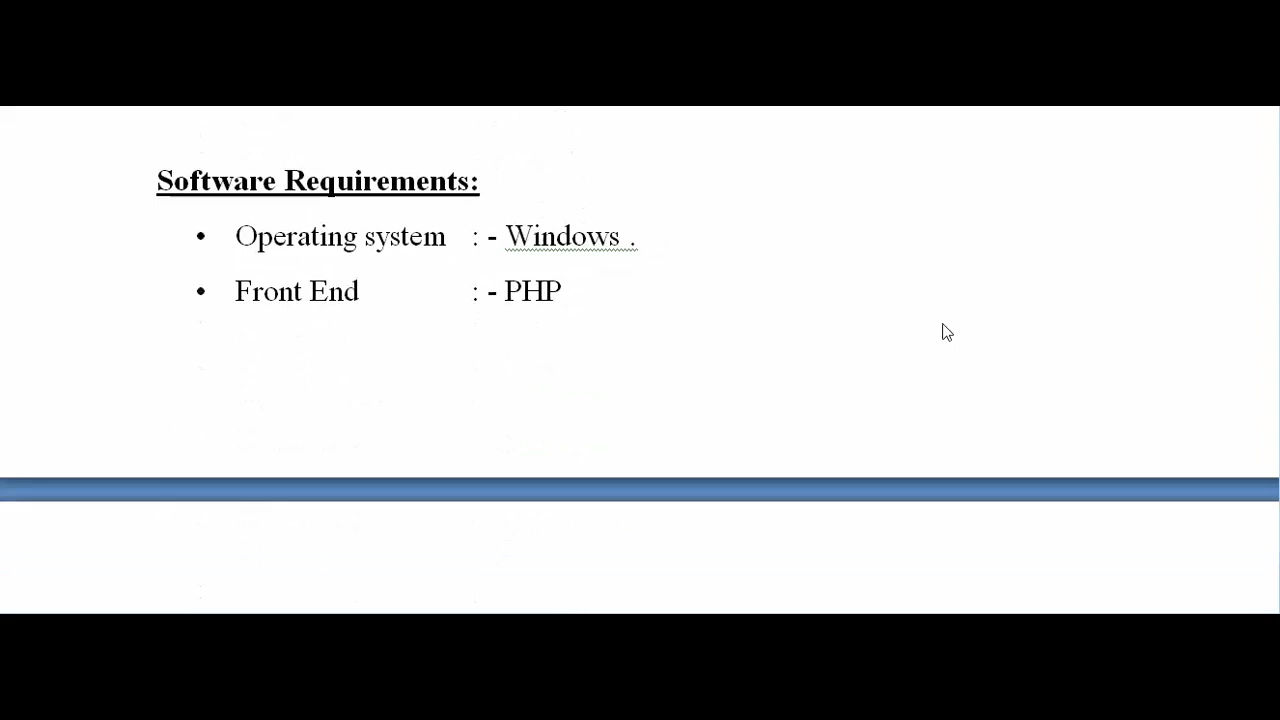 Software Requirements:
• Operating system : - Windows .
• Front End : - PHP